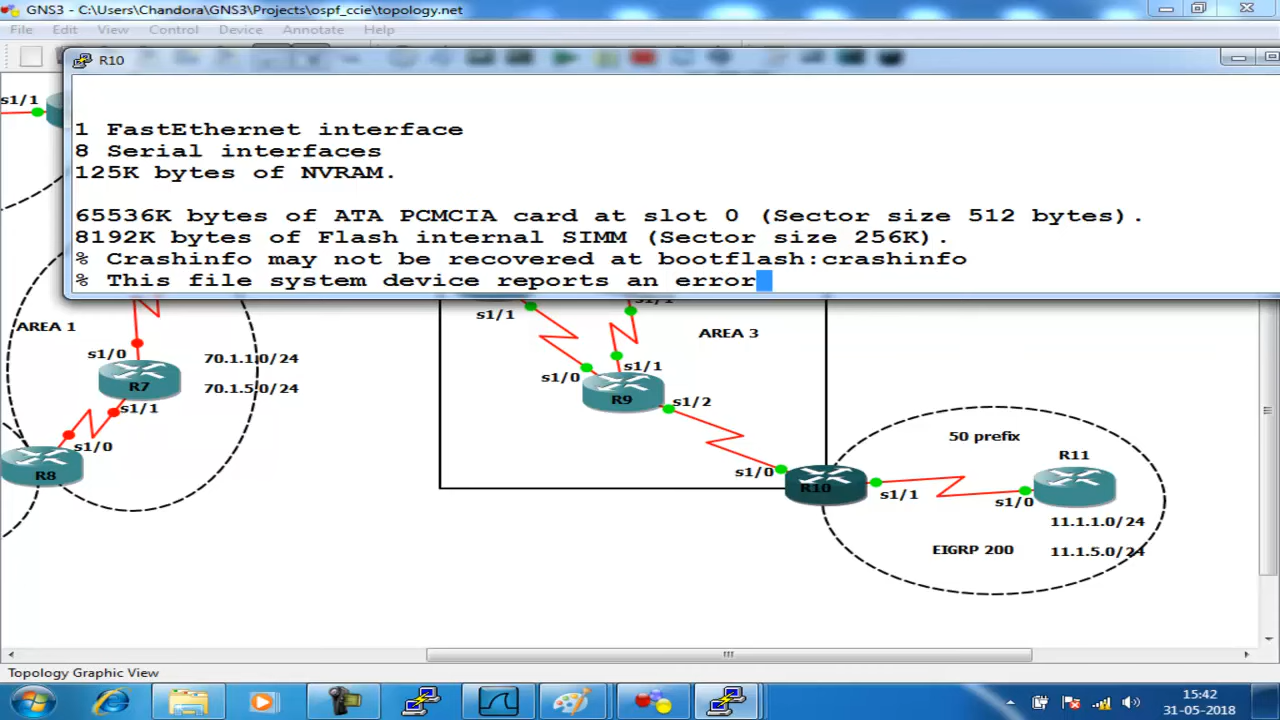 GNS3 - C:\Users\Chandora\GNS3\Projects\ospf_ccie\topology.net
File Edit View Control Device Annotate Help
R10
1 FastEthernet interface
8 Serial interfaces
125K bytes of NVRAM.
65536K bytes of ATA PCMCIA card at slot 0 (Sector size 512 bytes).
8192K bytes of Flash internal SIMM (Sector size 256K).
% Crashinfo may not be recovered at bootflash:crashinfo
% This file system device reports an error
s1/1
s1/1
s1/1
AREA 1
AREA 3
s1/0
70.1.1.0/24
s1/1
s1/0
R7
70.1.5.0/24
R9
s1/1
s1/2
s1/0
R8
50 prefix
R11
s1/0
R10
s1/1
s1/0
11.1.1.0/24
EIGRP 200
11.1.5.0/24
Topology Graphic View
15:42
31-05-2018